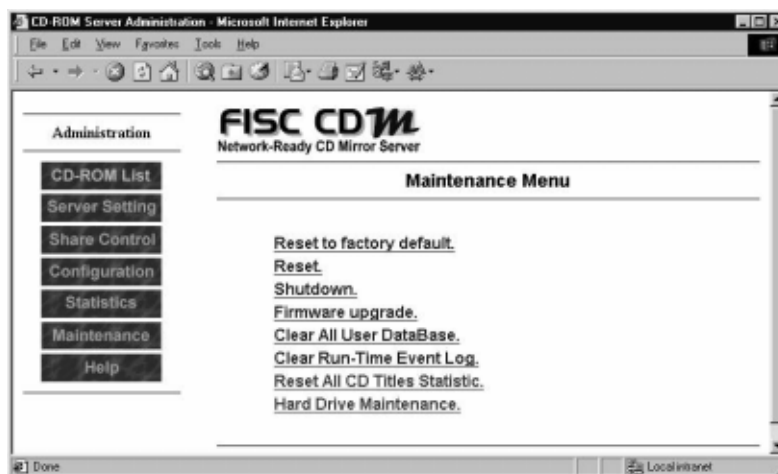 CD-ROM Server Administration - Microsoft Internet Explorer
File Edit View Favorites Tools Help
Administration
CD-ROM List
Server Setting
Share Control
Configuration
Statistics
Maintenance
Help
FISC CDM
Network-Ready CD Mirror Server
Maintenance Menu
Reset to factory default.
Reset.
Shutdown.
Firmware upgrade.
Clear All User DataBase.
Clear Run-Time Event Log.
Reset All CD Titles Statistic.
Hard Drive Maintenance.
Done
Local intranet